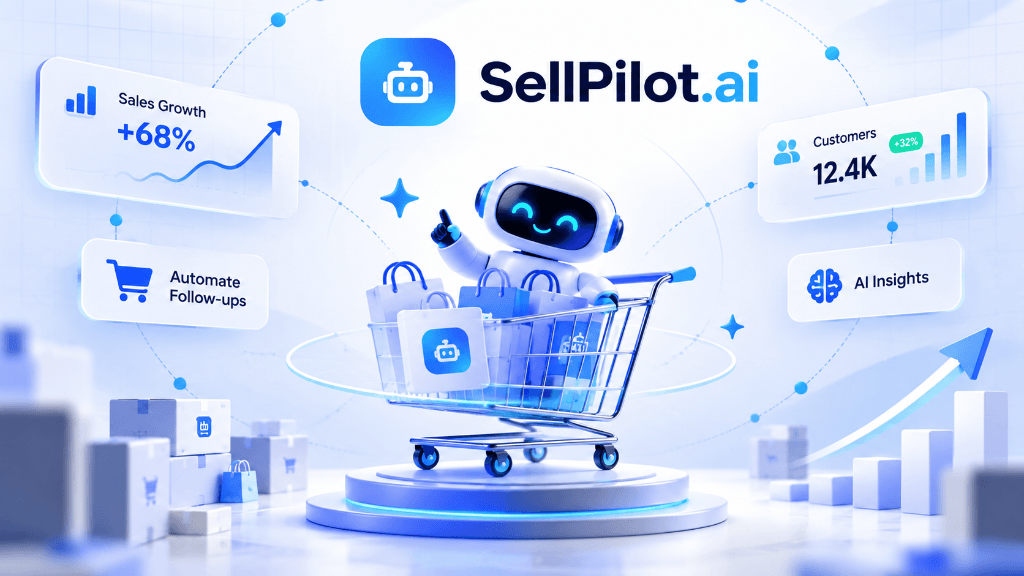 SellPilot.ai
Sales Growth
+68%
Customers
12.4K
+32%
Automate
Follow-ups
AI Insights